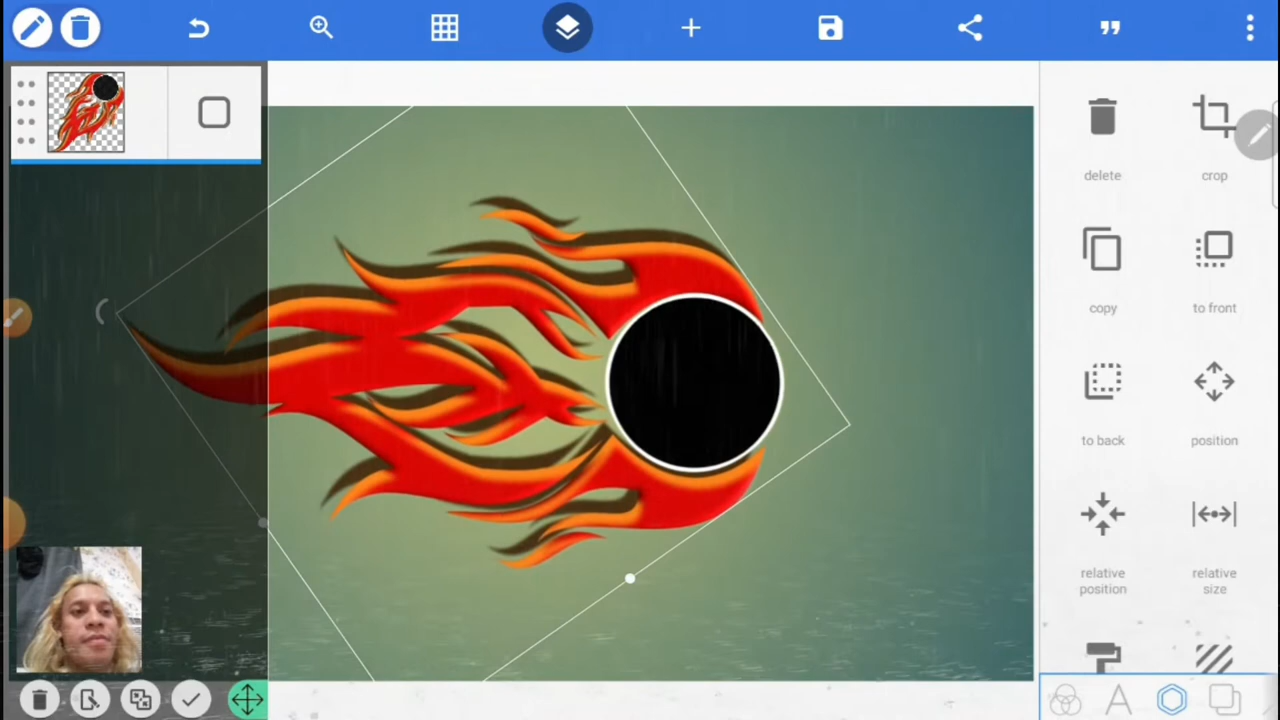 delete
crop
copy
to front
to back
position
relative
position
relative
size
A